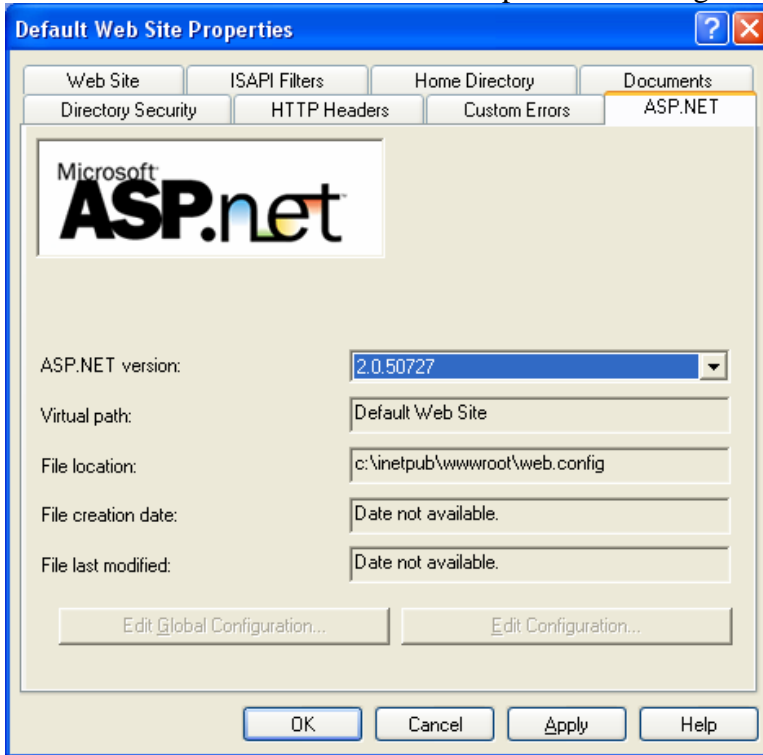 Default Web Site Properties
Web Site ISAPI Filters Home Directory Documents
Directory Security HTTP Headers Custom Errors ASP.NET
Microsoft
ASP.net
ASP.NET version: 2.0.50727
Virtual path: Default Web Site
File location: c:\inetpub\wwwroot\web.config
File creation date: Date not available.
File last modified: Date not available.
Edit Global Configuration... Edit Configuration...
OK Cancel Apply Help